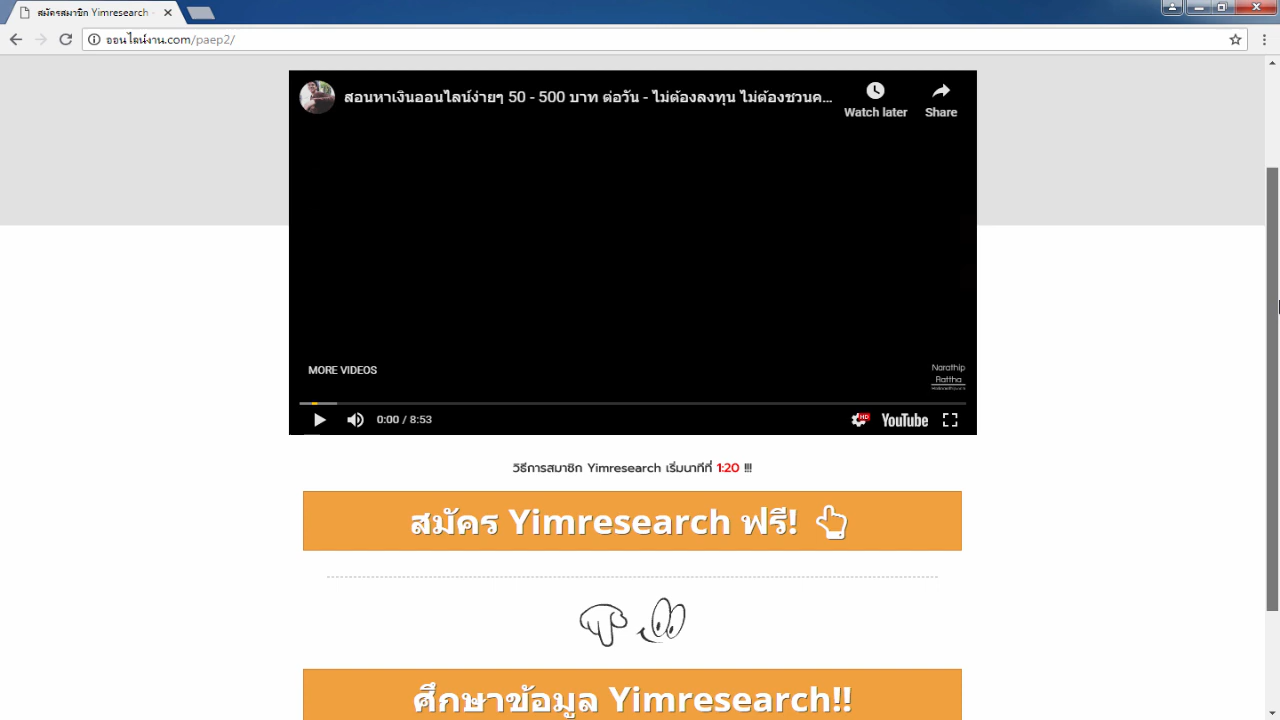 สมัครสมาชิก Yimresearch -
ออนไลน์งาน.com/paep2/
สอนหาเงินออนไลน์ง่ายๆ 50 - 500 บาท ต่อวัน - ไม่ต้องลงทุน ไม่ต้องชวนค...
Watch later
Share
MORE VIDEOS
Narathip
Rattha
0:00 / 8:53
HD
YouTube
วิธีการสมาชิก Yimresearch เริ่มนาทีที่ 1:20 !!!
สมัคร Yimresearch ฟรี!
ศึกษาข้อมูล Yimresearch!!